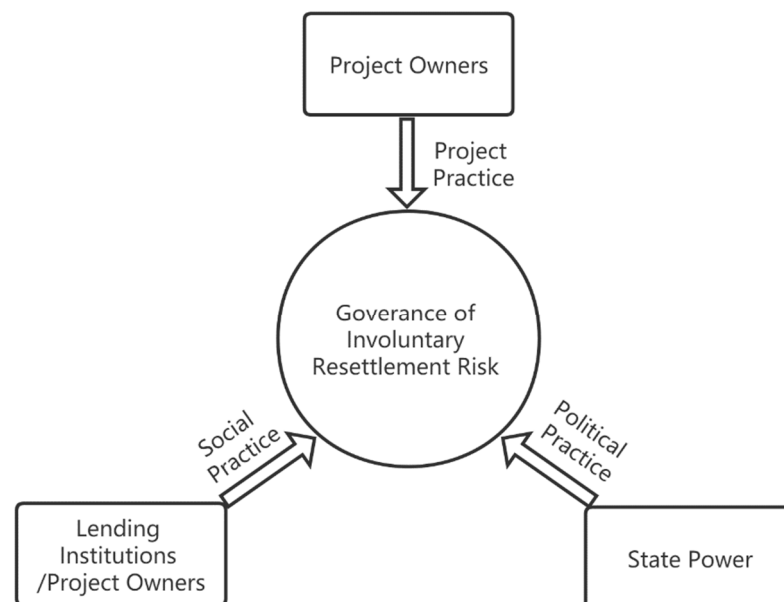 Project Owners
Project
Practice
Goverance of
Involuntary
Resettlement Risk
Social
Practice
Political
Practice
Lending
Institutions
/Project Owners
State Power